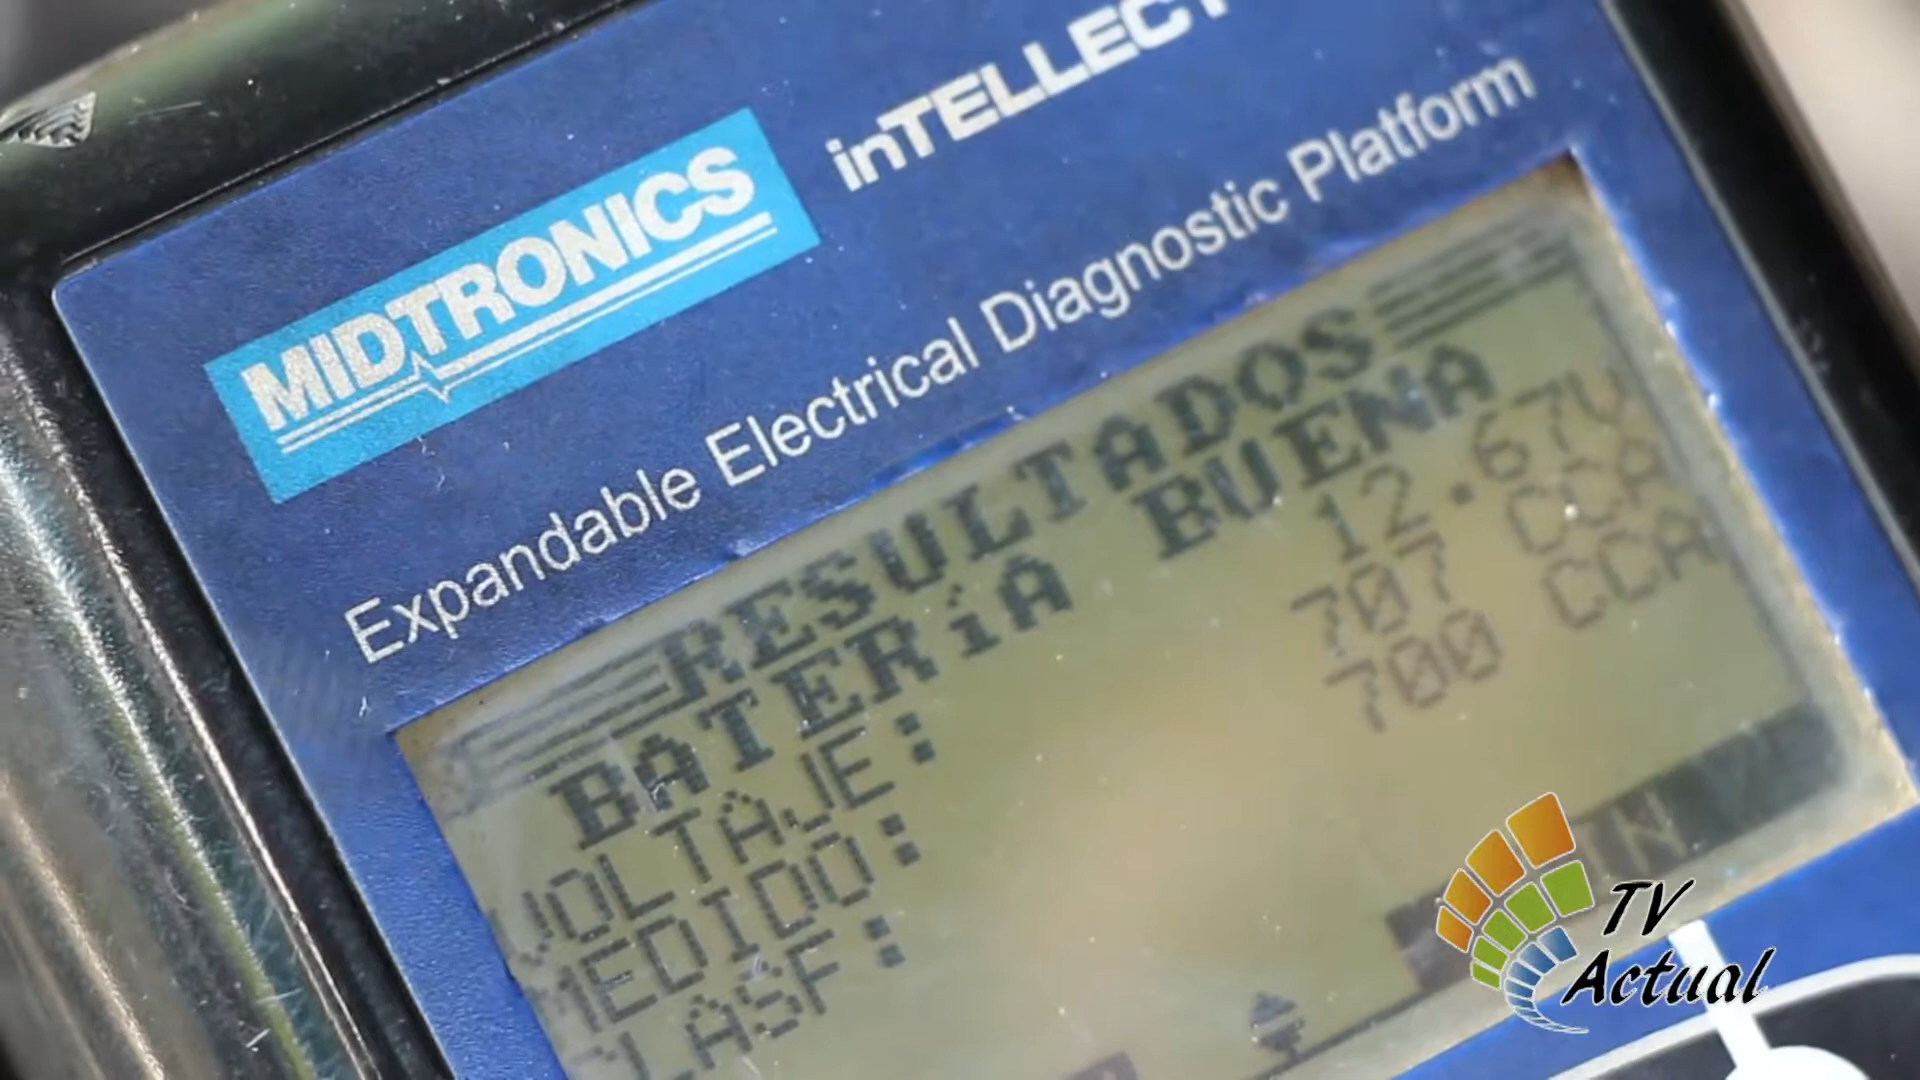 MIDTRONICS
inTELLECT
Expandable Electrical Diagnostic Platform
RESULTADOS
BATERíA BUENA
VOLTAJE: 12.67V
MEDIDO: 707 CCA
CLASF: 700 CCA
TV
Actual